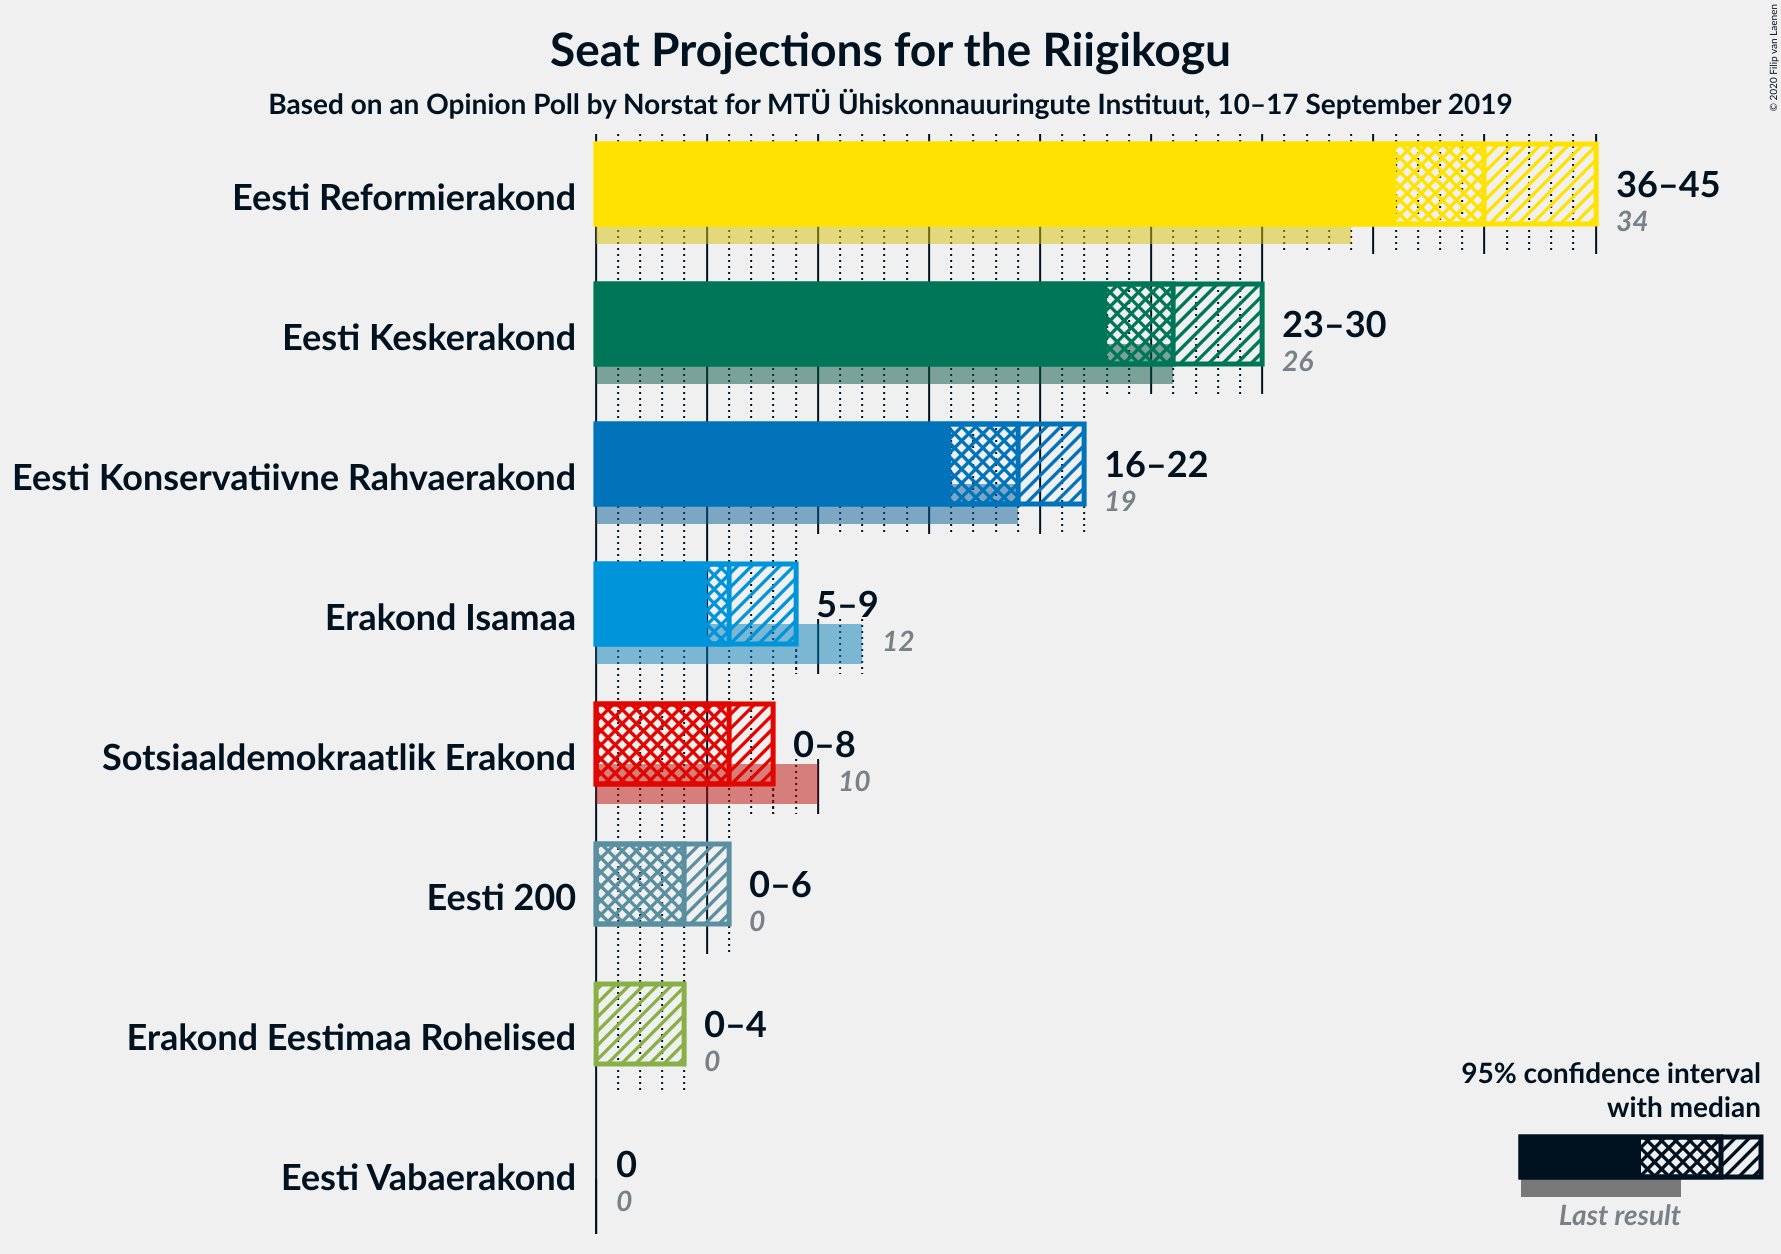 Seat Projections for the Riigikogu
Based on an Opinion Poll by Norstat for MTÜ Ühiskonnauuringute Instituut, 10–17 September 2019
© 2020 Filip van Laenen
Eesti Reformierakond
36–45
34
Eesti Keskerakond
23–30
26
Eesti Konservatiivne Rahvaerakond
16–22
19
Erakond Isamaa
5–9
12
Sotsiaaldemokraatlik Erakond
0–8
10
Eesti 200
0–6
0
Erakond Eestimaa Rohelised
0–4
0
Eesti Vabaerakond
0
0
95% confidence interval
with median
Last result